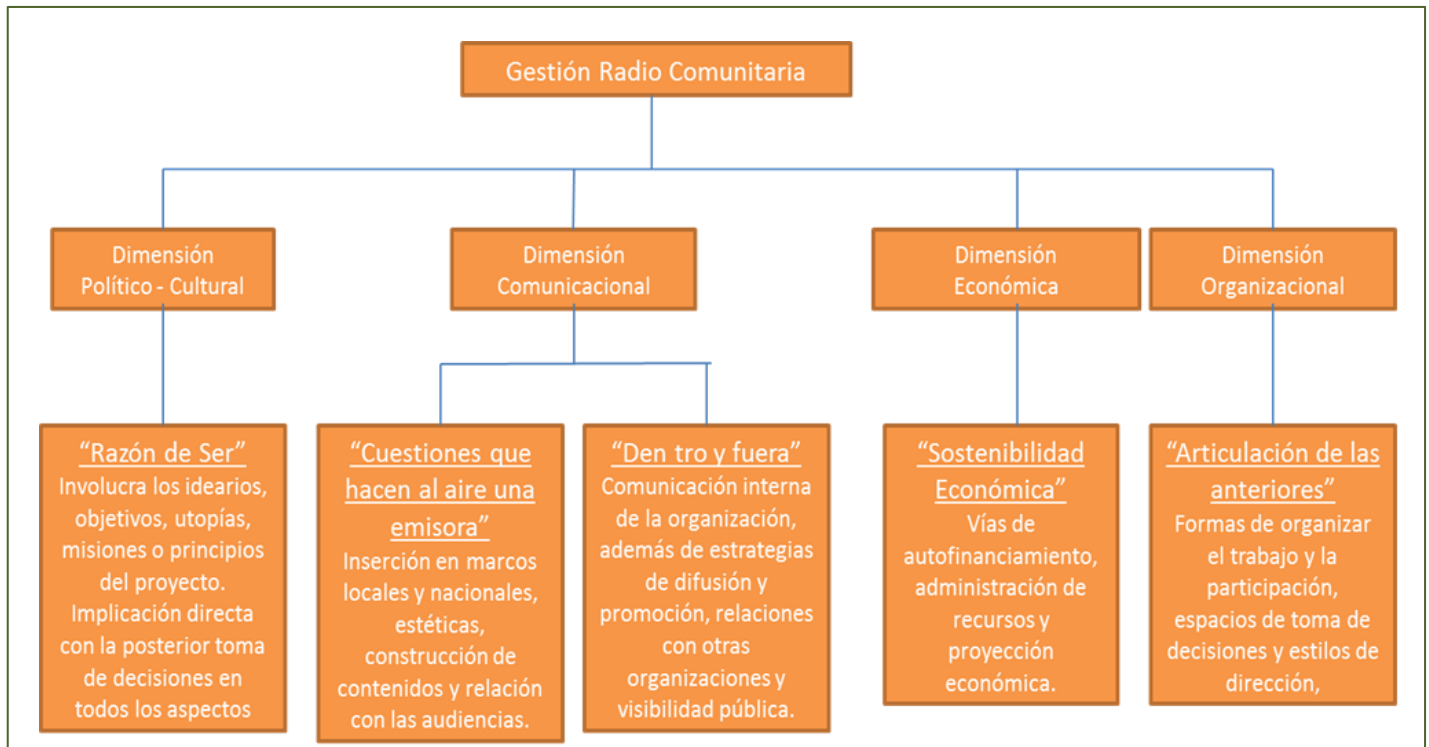 Gestión Radio Comunitaria
Dimensión
Político - Cultural
Dimensión
Comunicacional
Dimensión
Económica
Dimensión
Organizacional
“Razón de Ser”
Involucra los idearios,
objetivos, utopías,
misiones o principios
del proyecto.
Implicación directa
con la posterior toma
de decisiones en
todos los aspectos
“Cuestiones que
hacen al aire una
emisora”
Inserción en marcos
locales y nacionales,
estéticas,
construcción de
contenidos y relación
con las audiencias.
“Den tro y fuera”
Comunicación interna
de la organización,
además de estrategias
de difusión y
promoción, relaciones
con otras
organizaciones y
visibilidad pública.
“Sostenibilidad
Económica”
Vías de
autofinanciamiento,
administración de
recursos y
proyección
económica.
“Articulación de las
anteriores”
Formas de organizar
el trabajo y la
participación,
espacios de toma de
decisiones y estilos de
dirección,